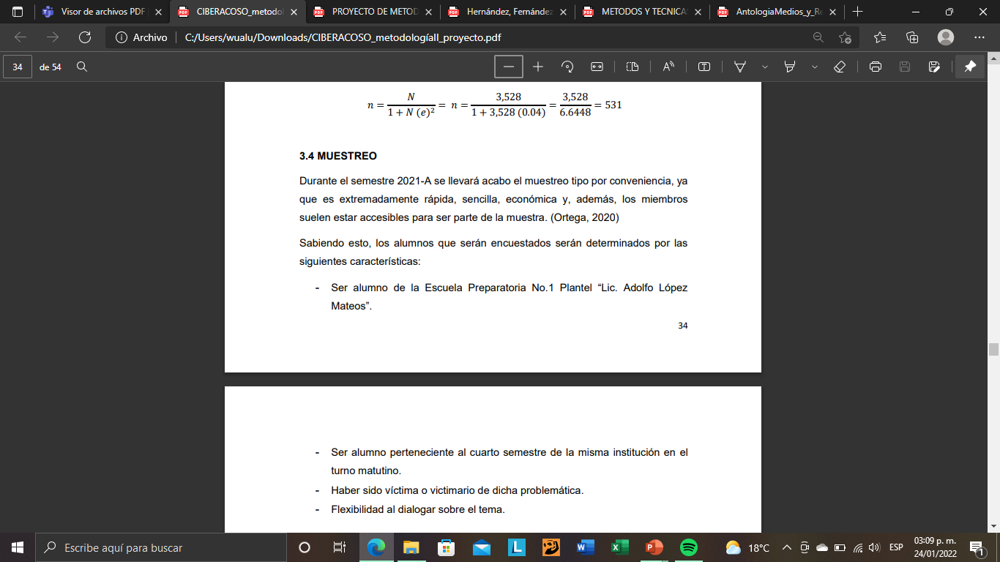 Visor de archivos PDF
CIBERACOSO_metodol
PROYECTO DE METOD
Hernández, Fernández
METODOS Y TECNICA
AntologiaMedios_y_Re
Archivo
C:/Users/wualu/Downloads/CIBERACOSO_metodologíaII_proyecto.pdf
34 de 54
n = N / 1 + N (e)² = n = 3,528 / 1 + 3,528 (0.04) = 3,528 / 6.6448 = 531
3.4 MUESTREO
Durante el semestre 2021-A se llevará acabo el muestreo tipo por conveniencia, ya
que es extremadamente rápida, sencilla, económica y, además, los miembros
suelen estar accesibles para ser parte de la muestra. (Ortega, 2020)
Sabiendo esto, los alumnos que serán encuestados serán determinados por las
siguientes características:
- Ser alumno de la Escuela Preparatoria No.1 Plantel “Lic. Adolfo López
Mateos”.
34
- Ser alumno perteneciente al cuarto semestre de la misma institución en el
turno matutino.
- Haber sido víctima o victimario de dicha problemática.
- Flexibilidad al dialogar sobre el tema.
Escribe aquí para buscar
18°C
ESP
03:09 p. m.
24/01/2022
1